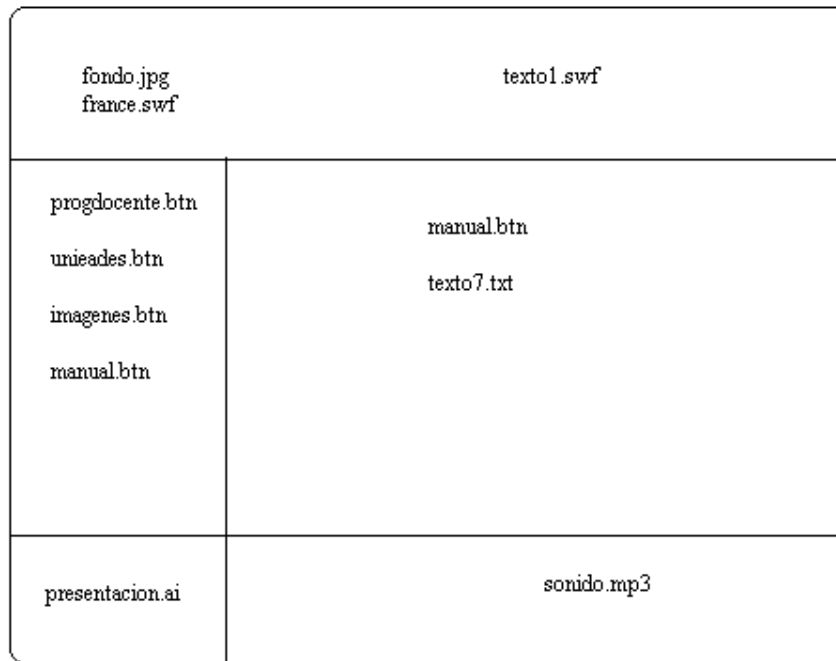 fondo.jpg
france.swf
texto1.swf
progdocente.btn
unieades.btn
imagenes.btn
manual.btn
manual.btn
texto7.txt
presentacion.ai
sonido.mp3